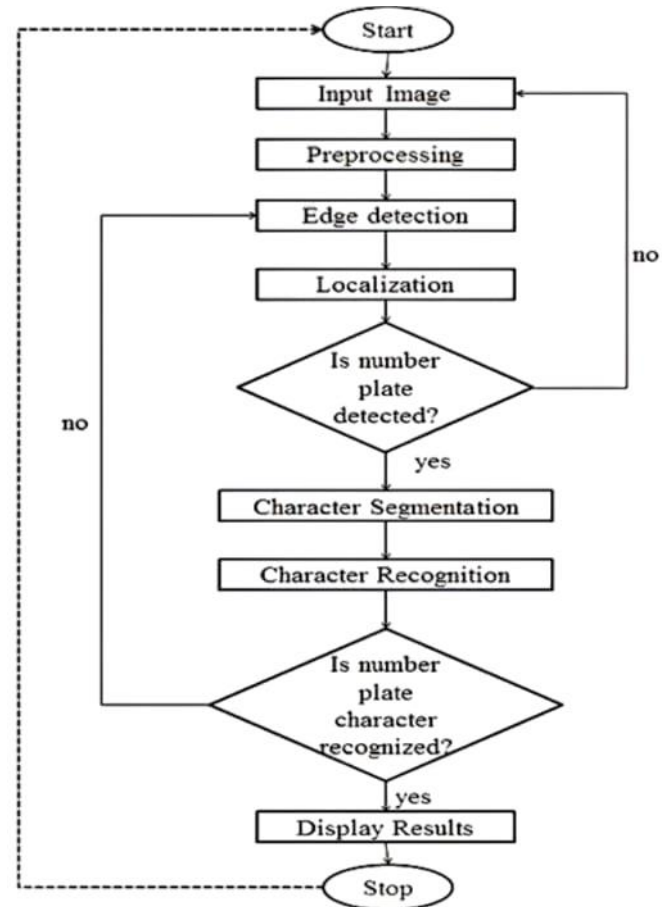 Start
Input Image
Preprocessing
Edge detection
Localization
no
Is number
plate
detected?
no
yes
Character Segmentation
Character Recognition
Is number
plate
character
recognized?
yes
Display Results
Stop